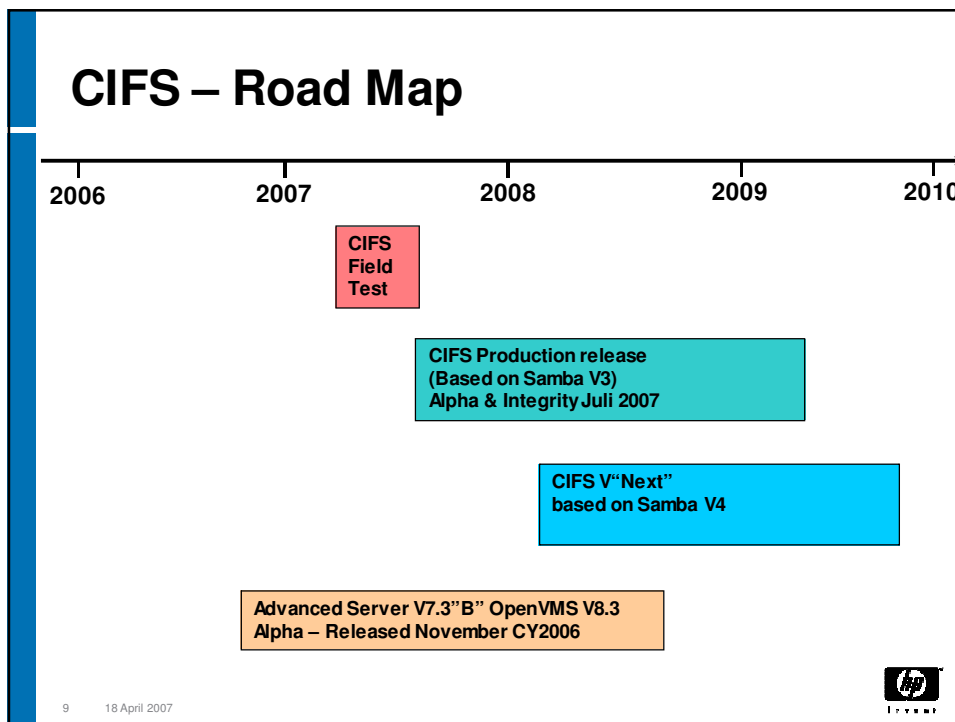 CIFS – Road Map
2006 2007 2008 2009 2010
CIFS
Field
Test
CIFS Production release
(Based on Samba V3)
Alpha & Integrity Juli 2007
CIFS V“Next”
based on Samba V4
Advanced Server V7.3”B” OpenVMS V8.3
Alpha – Released November CY2006
9 18 April 2007
hp
invent